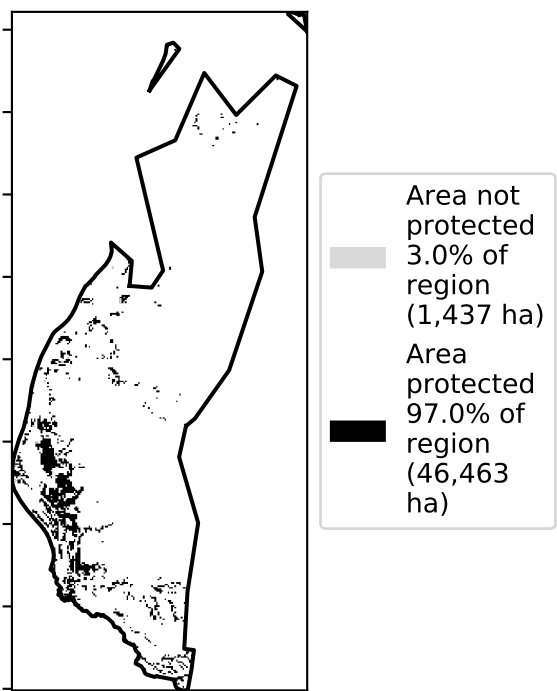 Area not
protected
3.0% of
region
(1,437 ha)
Area
protected
97.0% of
region
(46,463
ha)